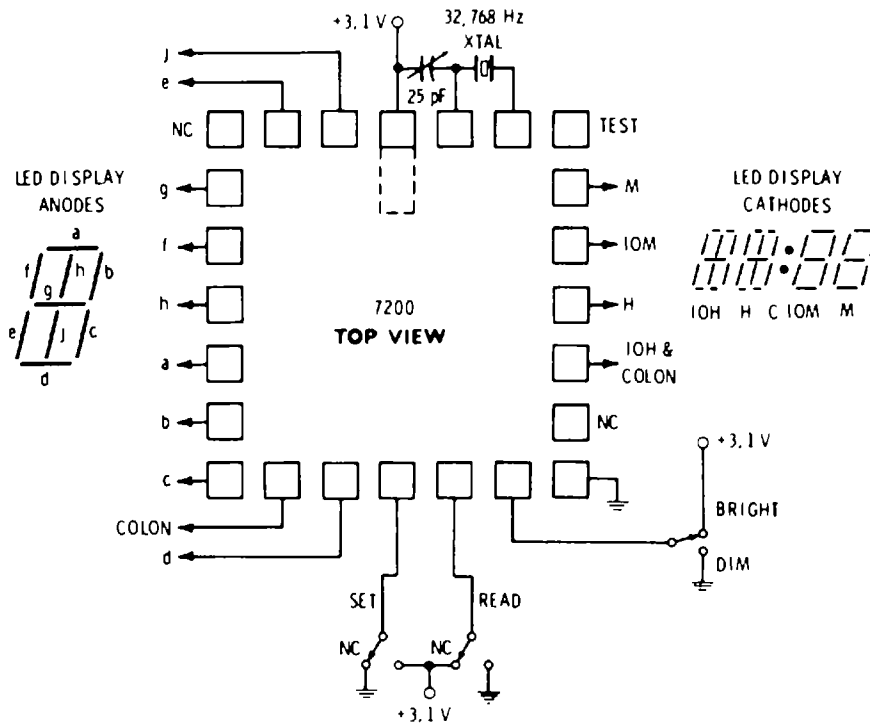 +3.1 V
32,768 Hz
XTAL
J
e
25 pF
NC
TEST
LED DISPLAY
ANODES
a
f
h
b
g
e
J
c
d
g
f
h
a
b
c
COLON
d
7200
TOP VIEW
M
10M
H
10H &
COLON
NC
LED DISPLAY
CATHODES
10H H C 10M M
+3.1 V
BRIGHT
DIM
SET
READ
NC
NC
+3.1 V